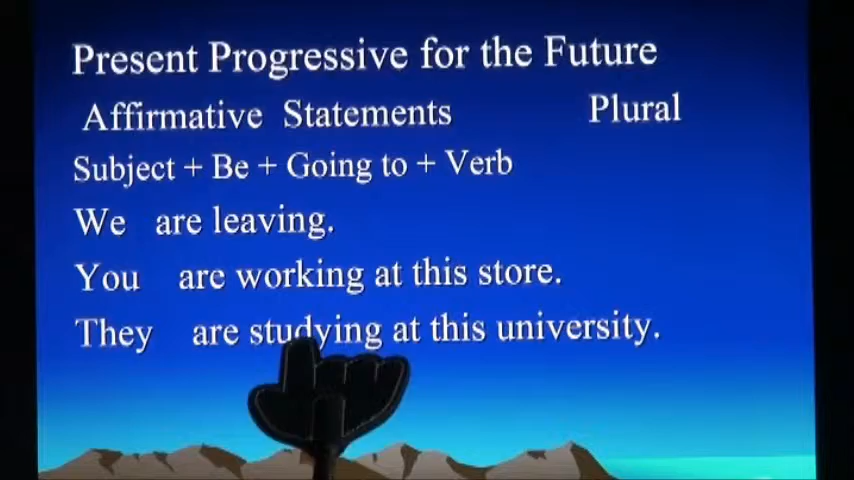 Present Progressive for the Future
Affirmative Statements Plural
Subject + Be + Going to + Verb
We are leaving.
You are working at this store.
They are studying at this university.